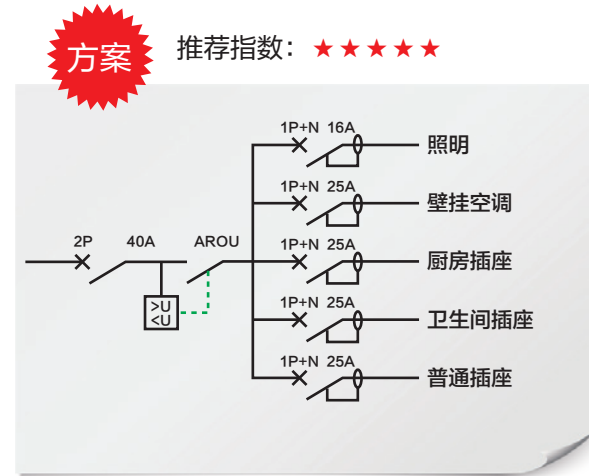 方案
推荐指数：★★★★★
1P+N 16A
照明
1P+N 25A
壁挂空调
2P 40A AROU
1P+N 25A
厨房插座
>U
<U
1P+N 25A
卫生间插座
1P+N 25A
普通插座